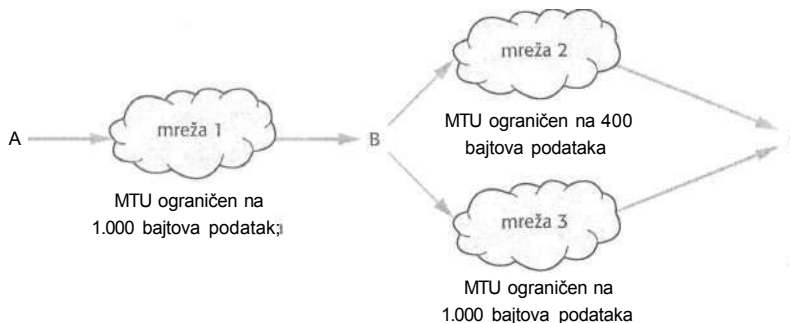 A
mreža 1
MTU ograničen na
1.000 bajtova podatak;
B
mreža 2
MTU ograničen na 400
bajtova podataka
mreža 3
MTU ograničen na
1.000 bajtova podataka